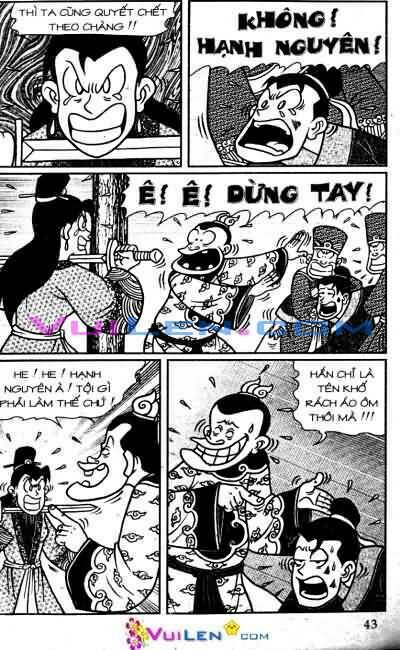 THÌ TA CŨNG QUYẾT CHẾT
THEO CHÀNG !!
KHÔNG!
HẠNH NGUYÊN!
Ê! Ê! DỪNG TAY!
VUILEN.COM
HE! HE! HẠNH
NGUYÊN À! TỘI GÌ
PHẢI LÀM THẾ CHỨ!
HẮN CHỈ LÀ
TÊN KHỐ
RÁCH ÁO ÔM
THÔI MÀ !!!
43
VUILEN.COM